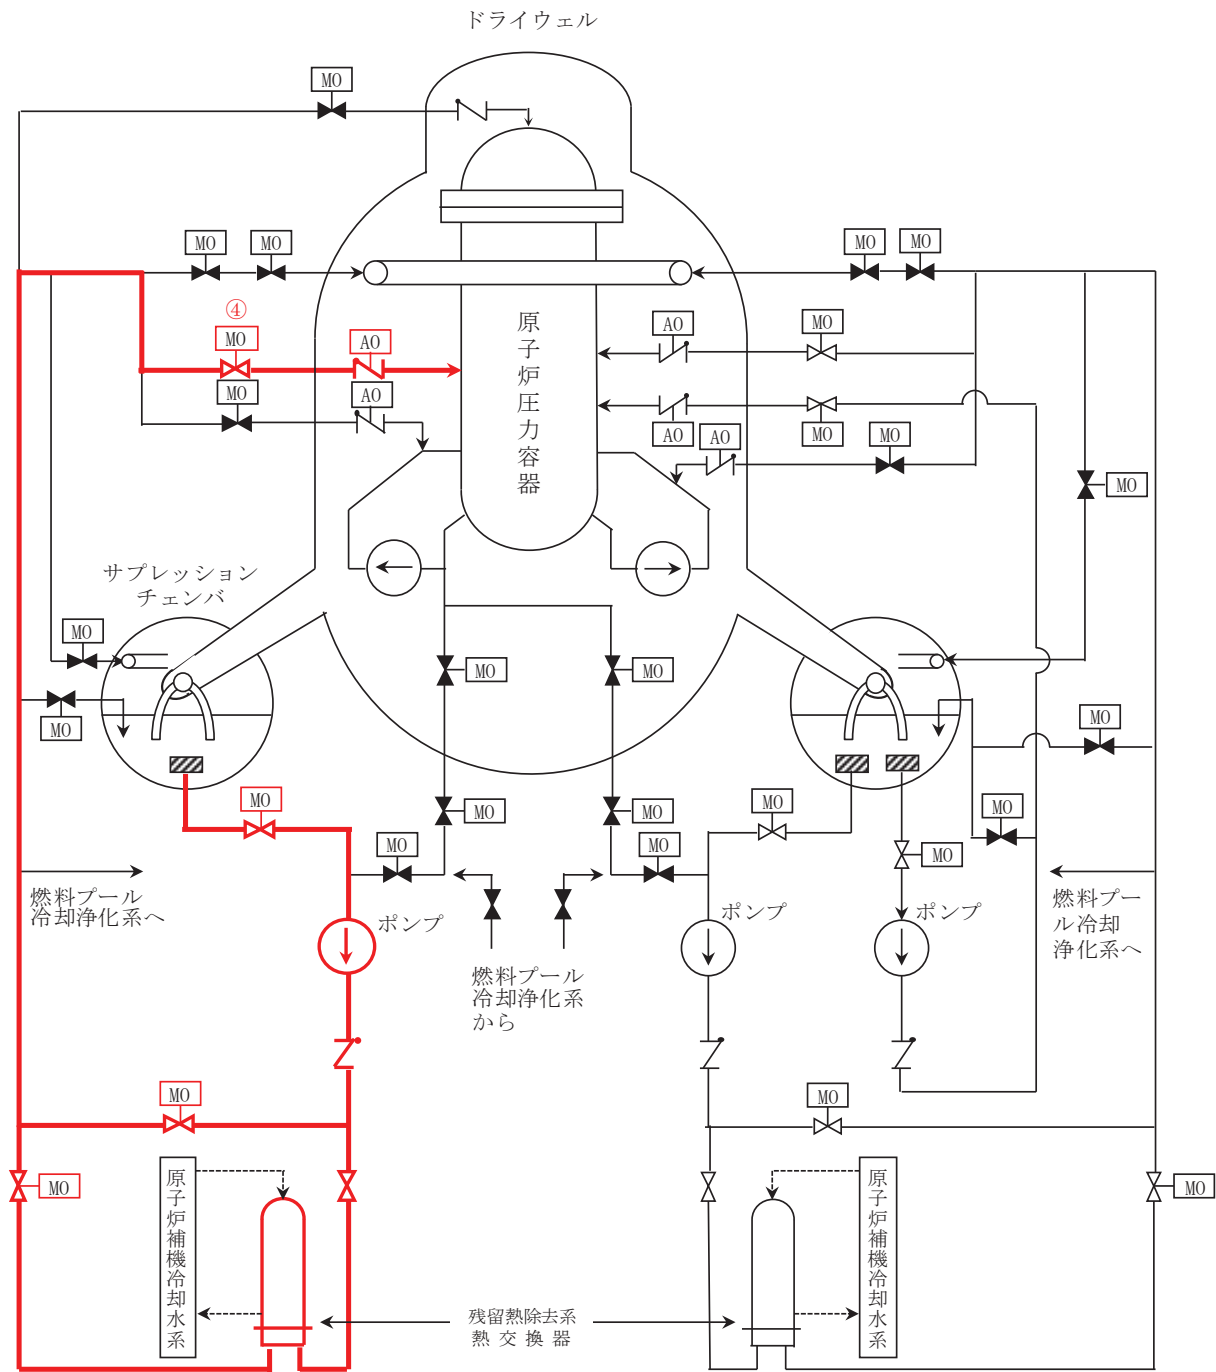 ドライウェル
MO
MO
MO
MO
MO
④
MO
AO
MO
AO
AO
MO
AO
MO
AO
MO
MO
原子炉圧力容器
サプレッション
チェンバ
MO
MO
MO
MO
MO
MO
MO
MO
MO
MO
MO
MO
MO
MO
燃料プール
冷却浄化系へ
ポンプ
燃料プール
冷却浄化系
から
ポンプ
ポンプ
燃料プー
ル冷却
浄化系へ
MO
MO
MO
MO
原子炉補機冷却水系
原子炉補機冷却水系
残留熱除去系
熱交換器